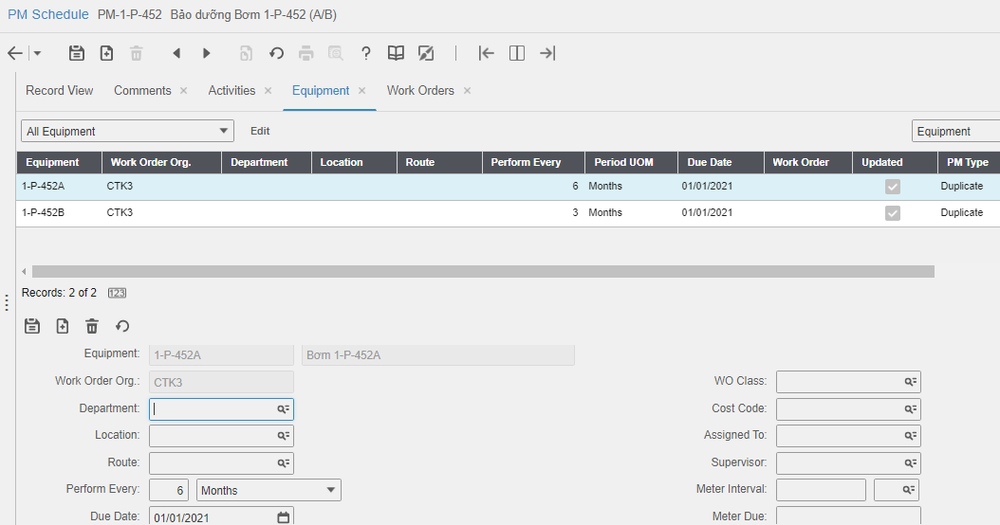 PM Schedule PM-1-P-452 Bảo dưỡng Bơm 1-P-452 (A/B)
Record View Comments Activities Equipment Work Orders
All Equipment Edit Equipment
Equipment Work Order Org. Department Location Route Perform Every Period UOM Due Date Work Order Updated PM Type
1-P-452A CTK3 6 Months 01/01/2021 Duplicate
1-P-452B CTK3 3 Months 01/01/2021 Duplicate
Records: 2 of 2 123
Equipment: 1-P-452A Bơm 1-P-452A
Work Order Org.: CTK3 WO Class:
Department: Cost Code:
Location: Assigned To:
Route: Supervisor:
Perform Every: 6 Months Meter Interval:
Due Date: 01/01/2021 Meter Due: